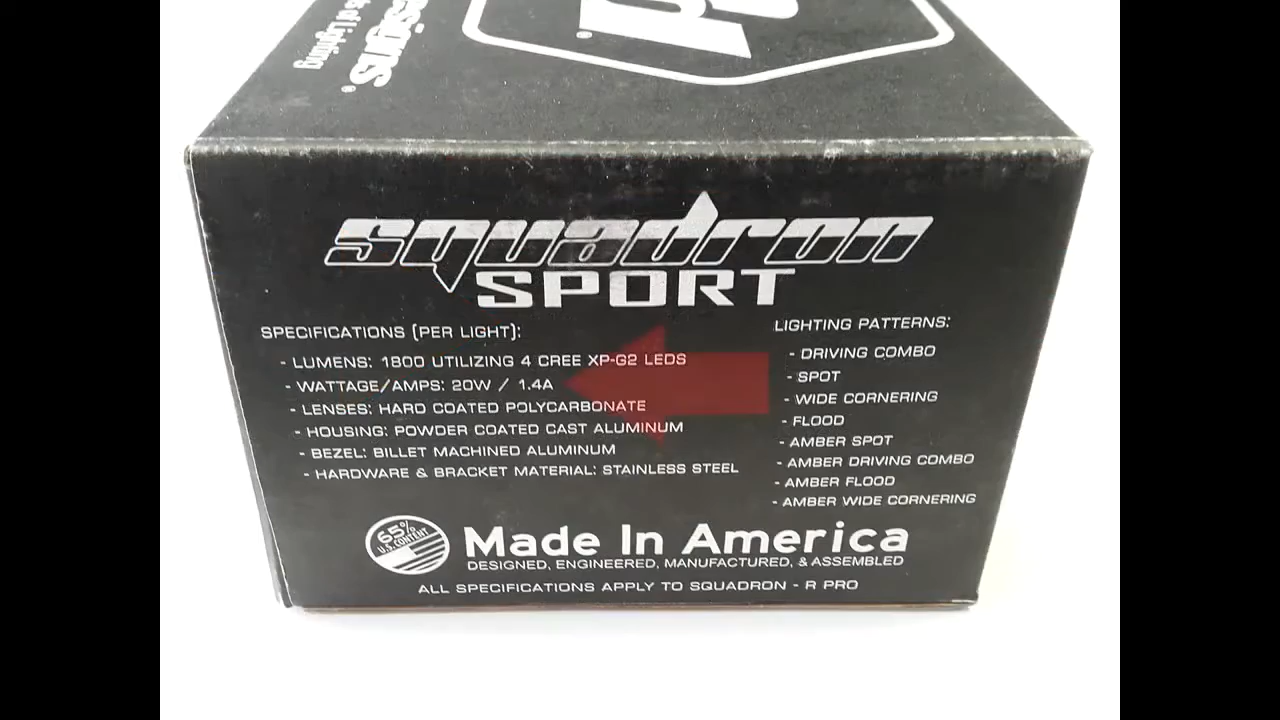 esigns®
s of Lighting
®
squadron
SPORT
SPECIFICATIONS (PER LIGHT):
- LUMENS: 1800 UTILIZING 4 CREE XP-G2 LEDS
- WATTAGE/AMPS: 20W / 1.4A
- LENSES: HARD COATED POLYCARBONATE
- HOUSING: POWDER COATED CAST ALUMINUM
- BEZEL: BILLET MACHINED ALUMINUM
- HARDWARE & BRACKET MATERIAL: STAINLESS STEEL
LIGHTING PATTERNS:
- DRIVING COMBO
- SPOT
- WIDE CORNERING
- FLOOD
- AMBER SPOT
- AMBER DRIVING COMBO
- AMBER FLOOD
- AMBER WIDE CORNERING
65%
U.S. CONTENT
Made In America
DESIGNED, ENGINEERED, MANUFACTURED, & ASSEMBLED
ALL SPECIFICATIONS APPLY TO SQUADRON - R PRO